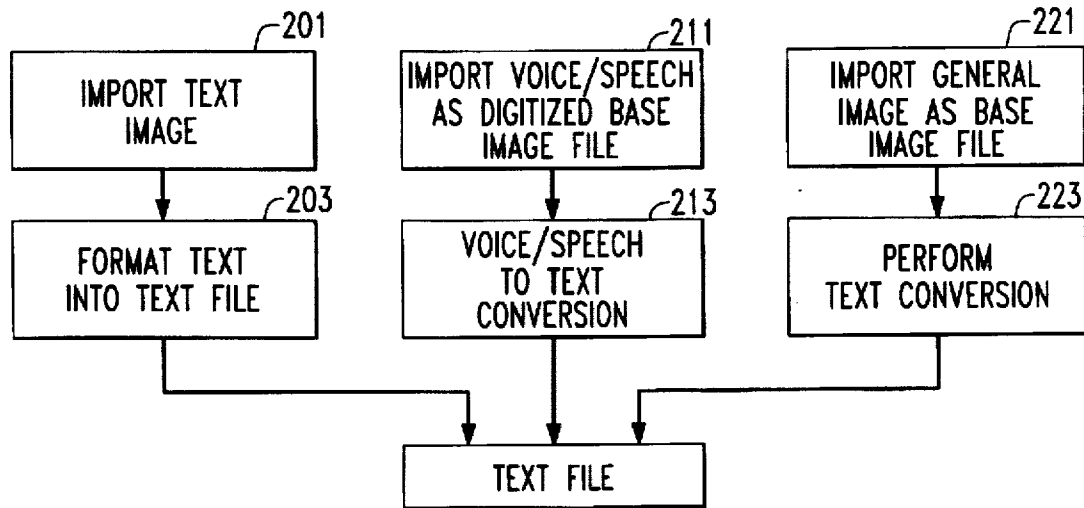 201
IMPORT TEXT
IMAGE
211
IMPORT VOICE/SPEECH
AS DIGITIZED BASE
IMAGE FILE
221
IMPORT GENERAL
IMAGE AS BASE
IMAGE FILE
203
FORMAT TEXT
INTO TEXT FILE
213
VOICE/SPEECH
TO TEXT
CONVERSION
223
PERFORM
TEXT CONVERSION
TEXT FILE